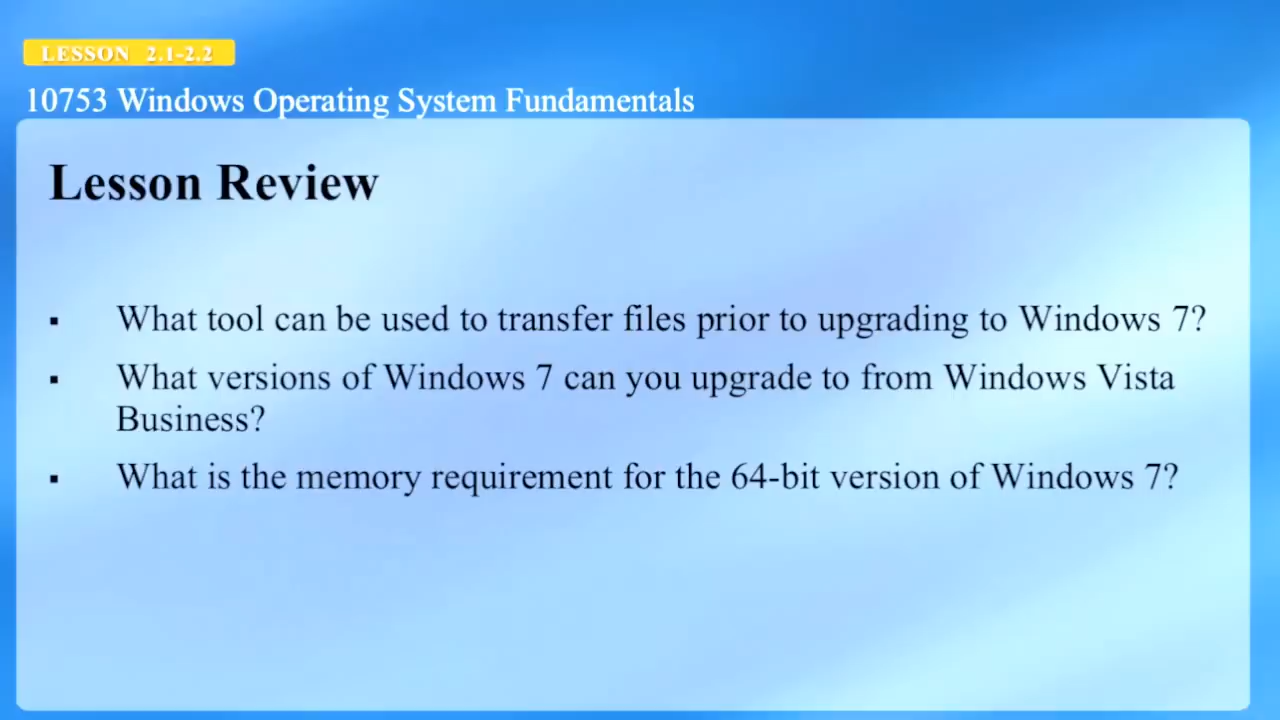 LESSON 2.1-2.2
10753 Windows Operating System Fundamentals
Lesson Review
▪ What tool can be used to transfer files prior to upgrading to Windows 7?
▪ What versions of Windows 7 can you upgrade to from Windows Vista
Business?
▪ What is the memory requirement for the 64-bit version of Windows 7?